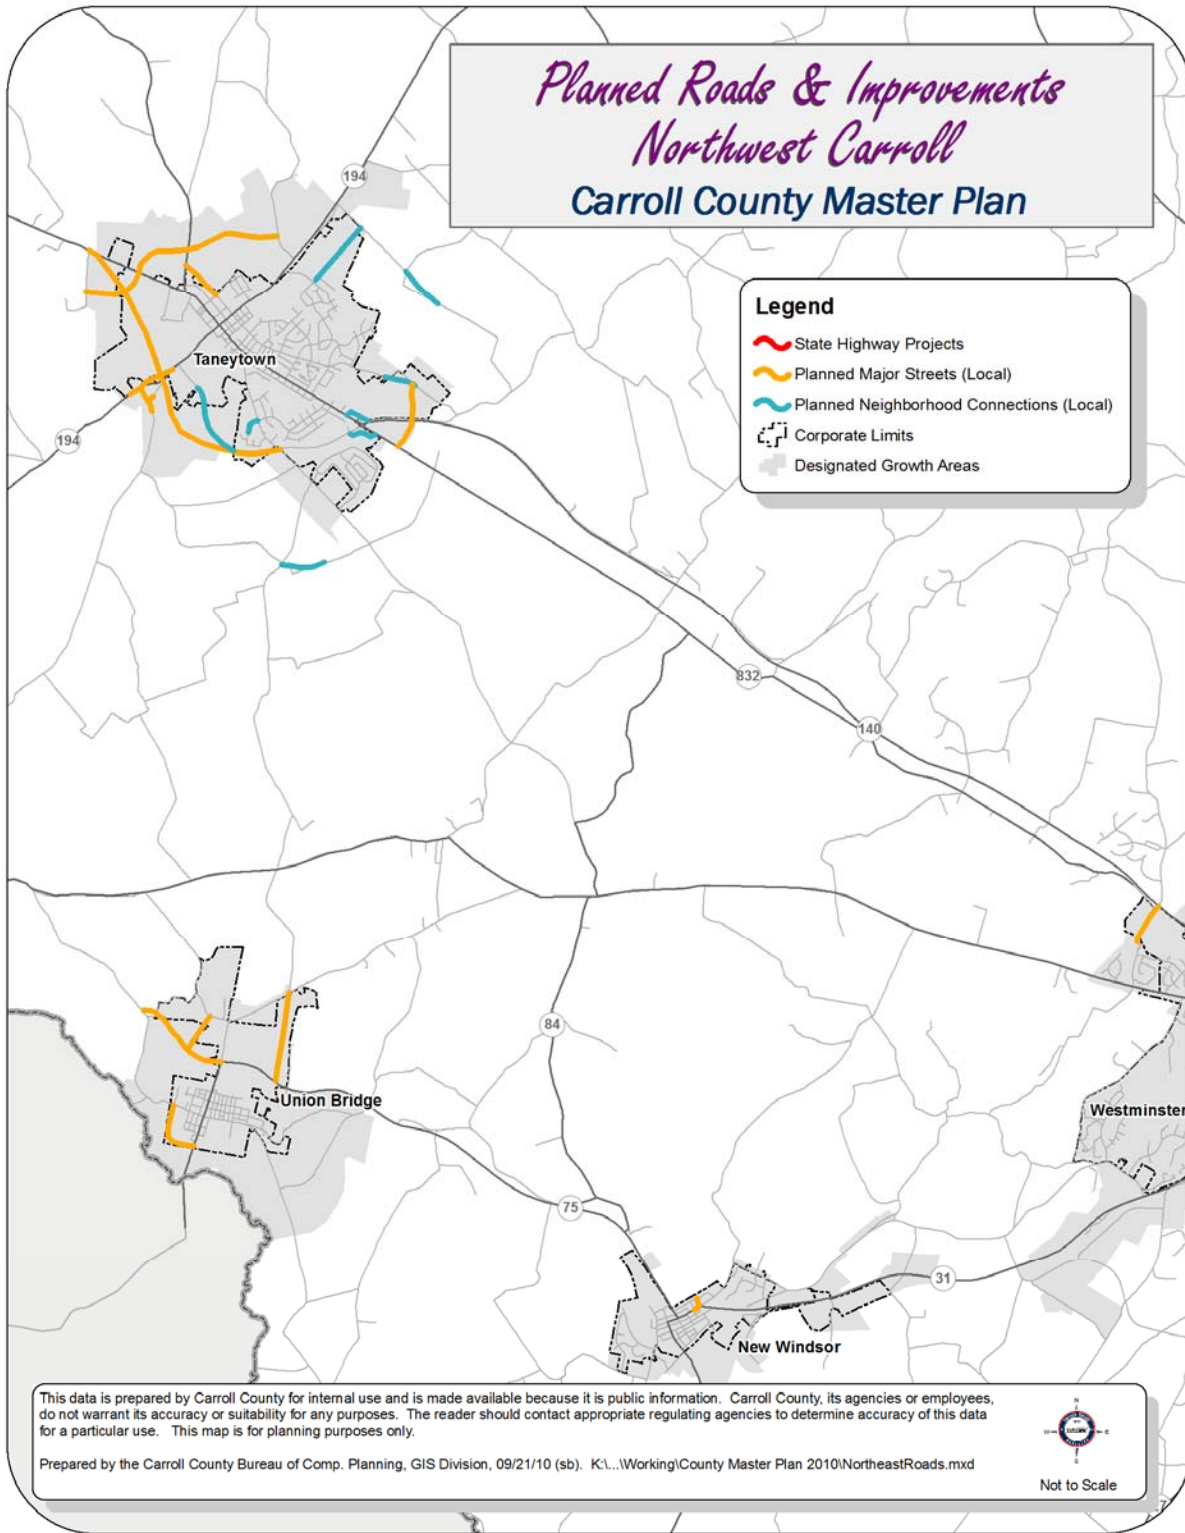 Planned Roads & Improvements
Northwest Carroll
Carroll County Master Plan
194
Legend
State Highway Projects
Planned Major Streets (Local)
Planned Neighborhood Connections (Local)
Corporate Limits
Designated Growth Areas
Taneytown
194
832
140
84
Union Bridge
Westminster
75
31
New Windsor
This data is prepared by Carroll County for internal use and is made available because it is public information. Carroll County, its agencies or employees,
do not warrant its accuracy or suitability for any purposes. The reader should contact appropriate regulating agencies to determine accuracy of this data
for a particular use. This map is for planning purposes only.
Prepared by the Carroll County Bureau of Comp. Planning, GIS Division, 09/21/10 (sb). K:\...\Working\County Master Plan 2010\NortheastRoads.mxd
N
W
E
S
Not to Scale